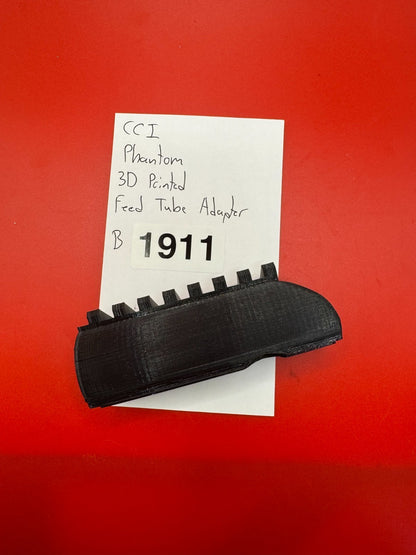 CCI
Phantom
3D Printed
Feed Tube Adapter
B 1911